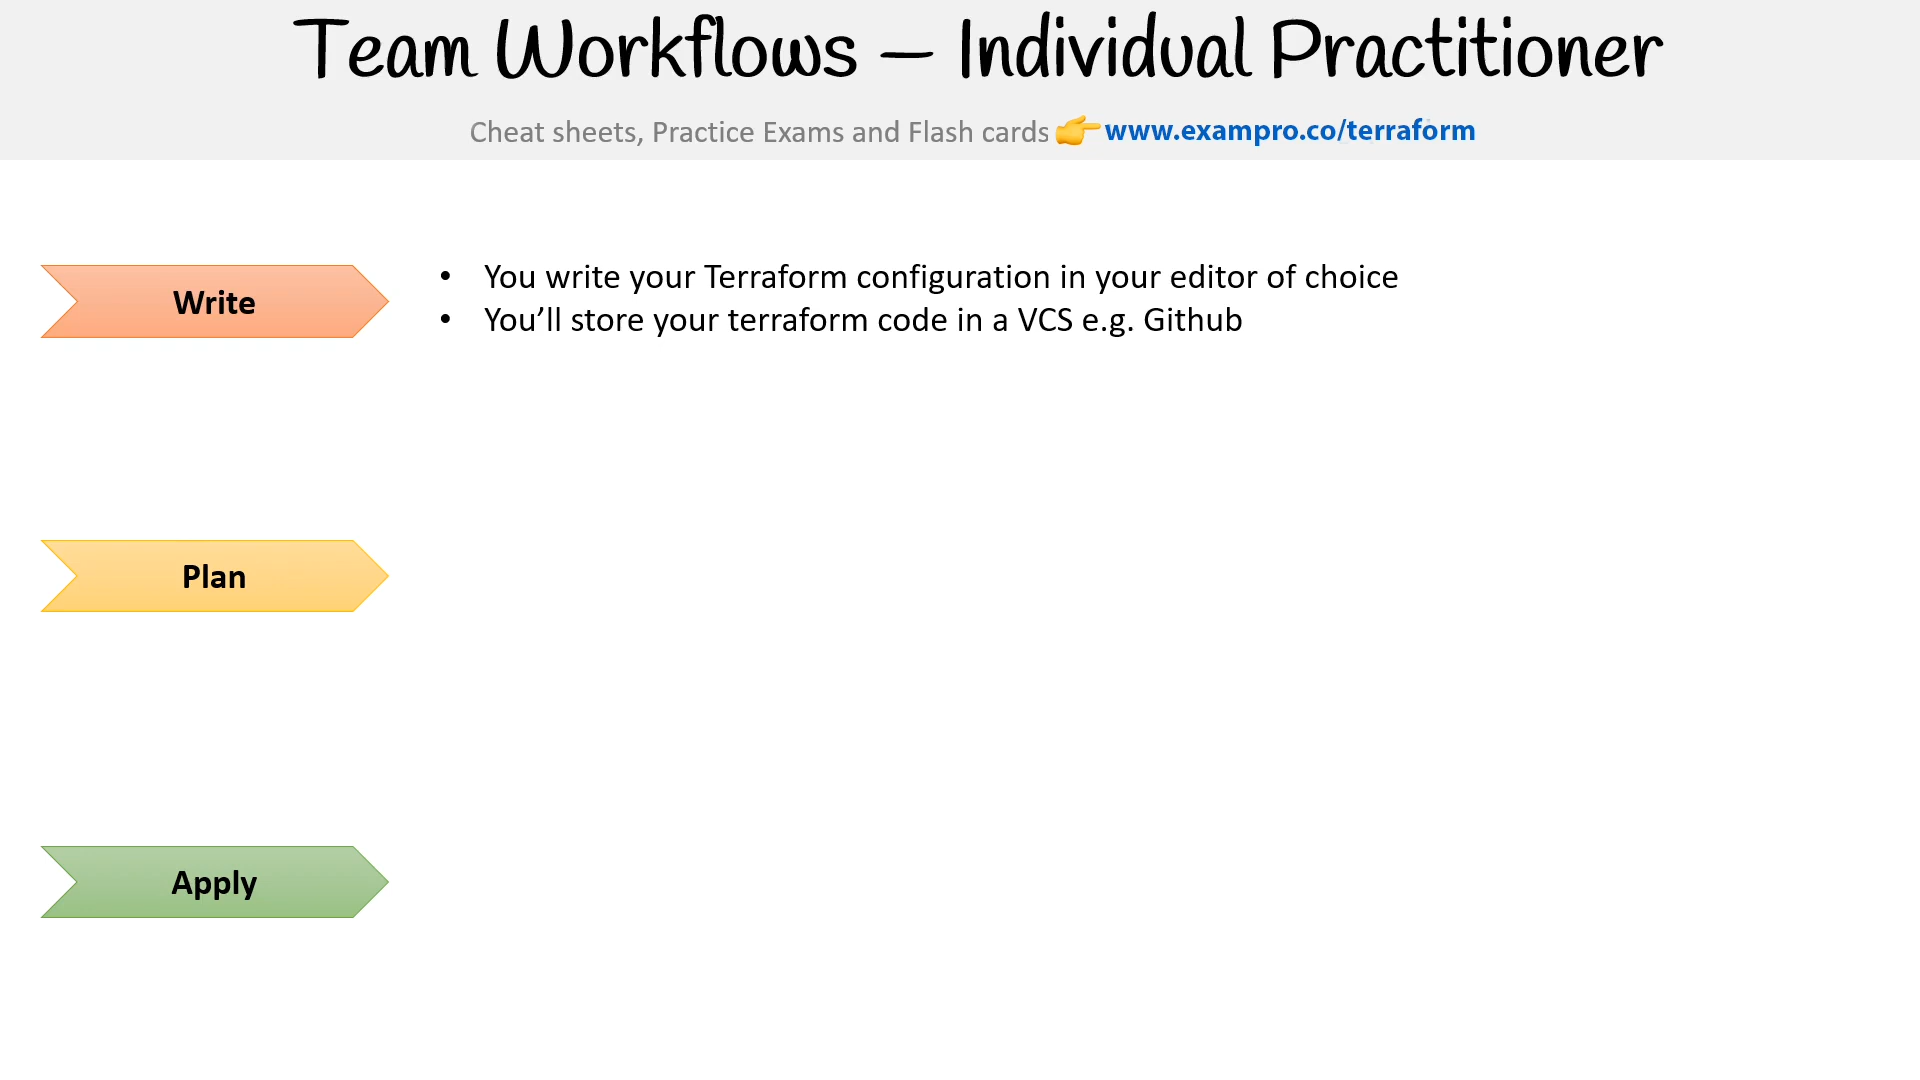 Team Workflows – Individual Practitioner
Cheat sheets, Practice Exams and Flash cards 👉www.exampro.co/terraform
Write
• You write your Terraform configuration in your editor of choice
• You’ll store your terraform code in a VCS e.g. Github
Plan
Apply